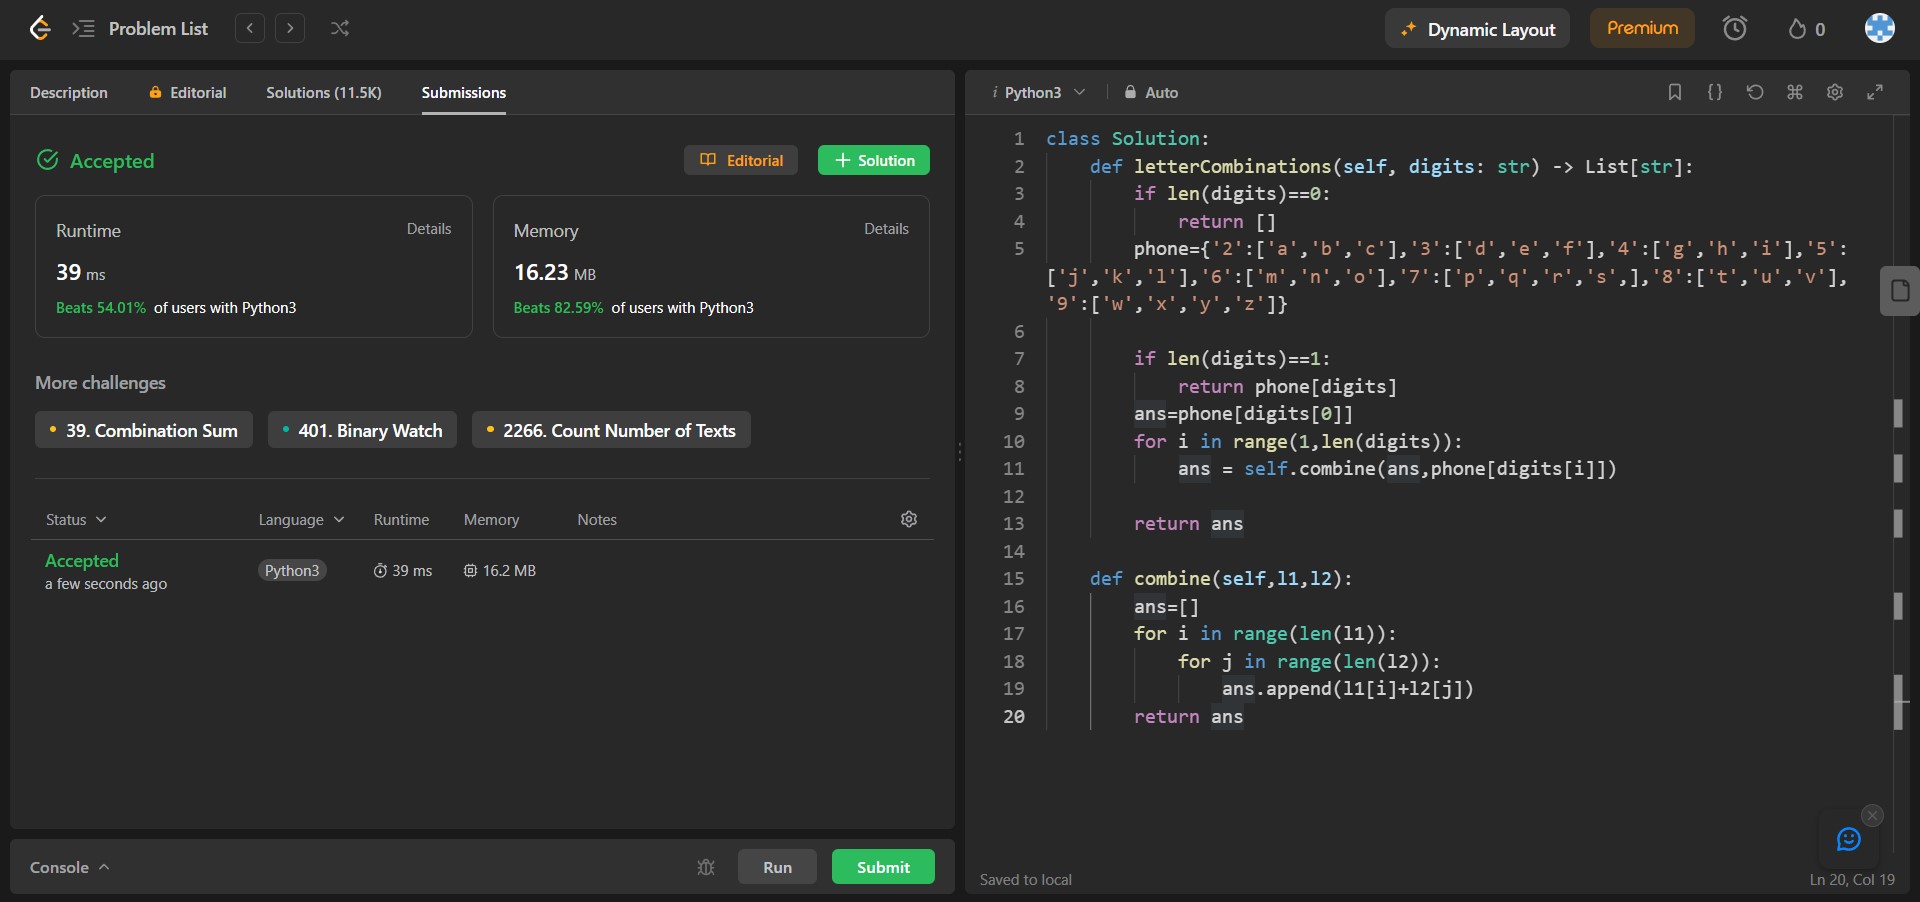 Problem List
Dynamic Layout
Premium
0
Description
Editorial
Solutions (11.5K)
Submissions
Accepted
Editorial
Solution
Runtime
Details
39 ms
Beats 54.01% of users with Python3
Memory
Details
16.23 MB
Beats 82.59% of users with Python3
More challenges
39. Combination Sum
401. Binary Watch
2266. Count Number of Texts
Status
Language
Runtime
Memory
Notes
Accepted
a few seconds ago
Python3
39 ms
16.2 MB
Console
Run
Submit
i Python3
Auto
1 class Solution:
2     def letterCombinations(self, digits: str) -> List[str]:
3         if len(digits)==0:
4             return []
5         phone={'2':['a','b','c'],'3':['d','e','f'],'4':['g','h','i'],'5':
['j','k','l'],'6':['m','n','o'],'7':['p','q','r','s',],'8':['t','u','v'],
'9':['w','x','y','z']}
6
7         if len(digits)==1:
8             return phone[digits]
9         ans=phone[digits[0]]
10         for i in range(1,len(digits)):
11             ans = self.combine(ans,phone[digits[i]])
12
13         return ans
14
15     def combine(self,l1,l2):
16         ans=[]
17         for i in range(len(l1)):
18             for j in range(len(l2)):
19                 ans.append(l1[i]+l2[j])
20         return ans
Saved to local
Ln 20, Col 19